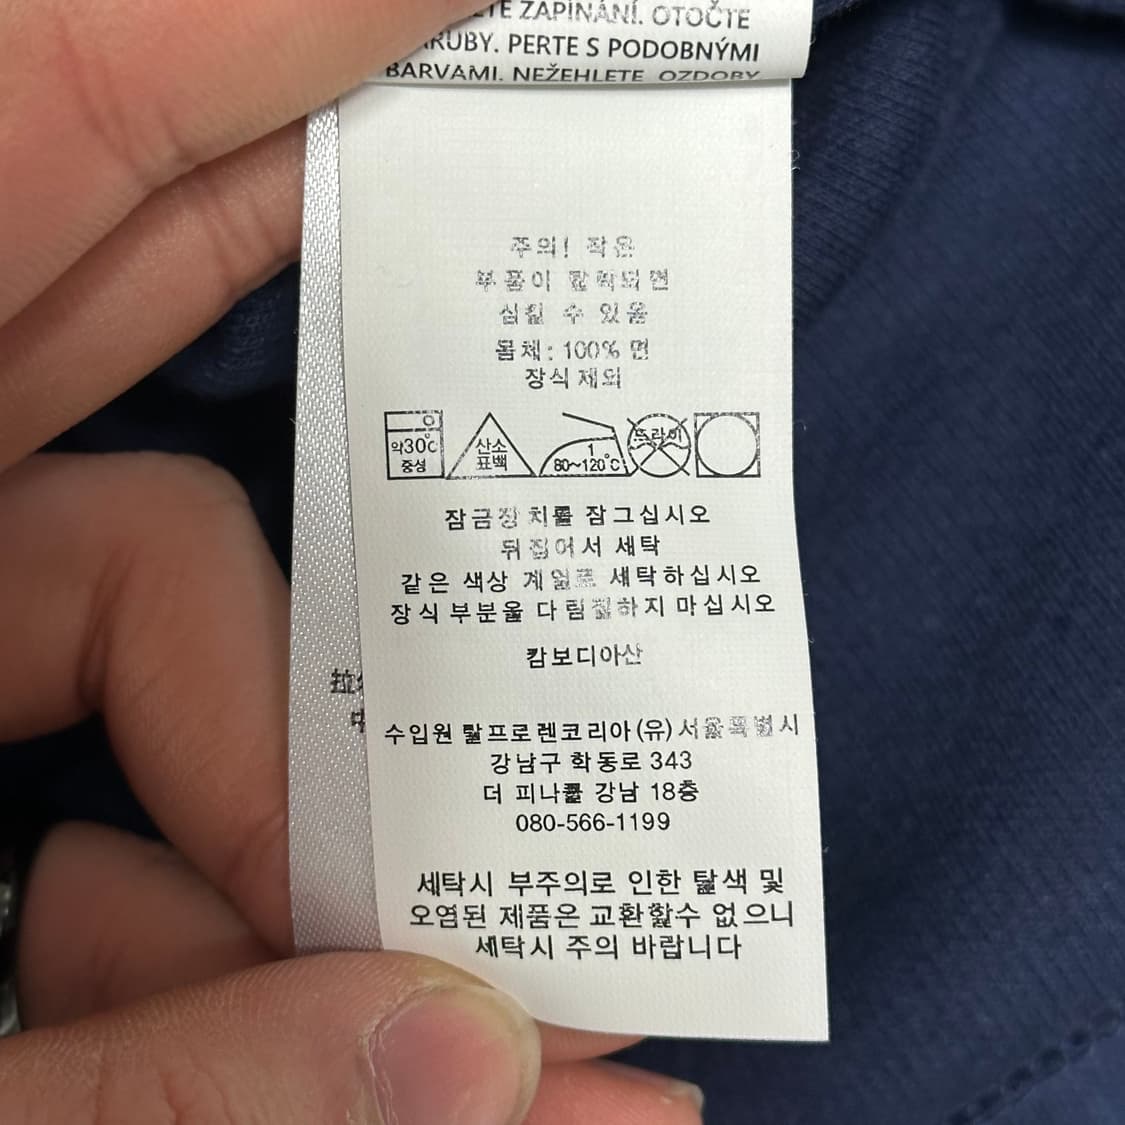 ZAPÍNÁNÍ. OTOČTE
RUBY. PERTE S PODOBNÝMI
BARVAMI. NEŽEHLETE OZDOBY
주의! 작은
부품이 탈착되면
삼킬 수 있음
몸체: 100% 면
장식 제외
약30°C
중성
산소
표백
1
80~120°C
드라이
잠금장치를 잠그십시오
뒤집어서 세탁
같은 색상 계열로 세탁하십시오
장식 부분을 다림질하지 마십시오
캄보디아산
拉
中
수입원 랄프로렌코리아(유)서울특별시
강남구 학동로 343
더 피나클 강남 18층
080-566-1199
세탁시 부주의로 인한 탈색 및
오염된 제품은 교환할수 없으니
세탁시 주의 바랍니다